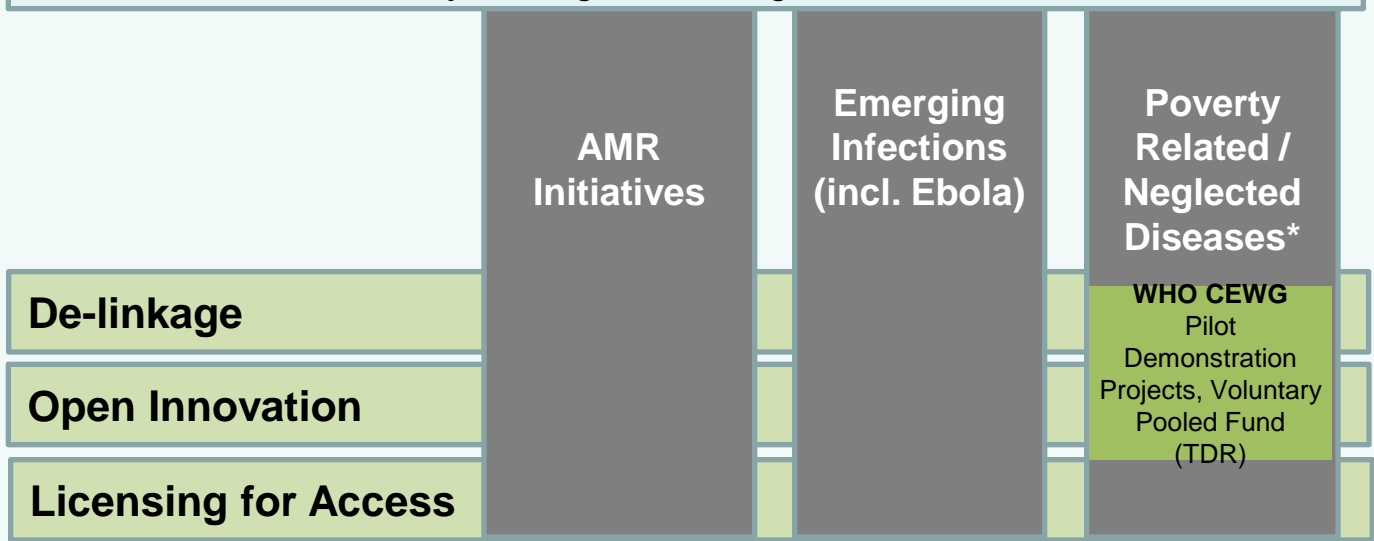 AMR
Initiatives
Emerging
Infections
(incl. Ebola)
Poverty
Related /
Neglected
Diseases*
De-linkage
Open Innovation
Licensing for Access
WHO CEWG
Pilot
Demonstration
Projects, Voluntary
Pooled Fund
(TDR)